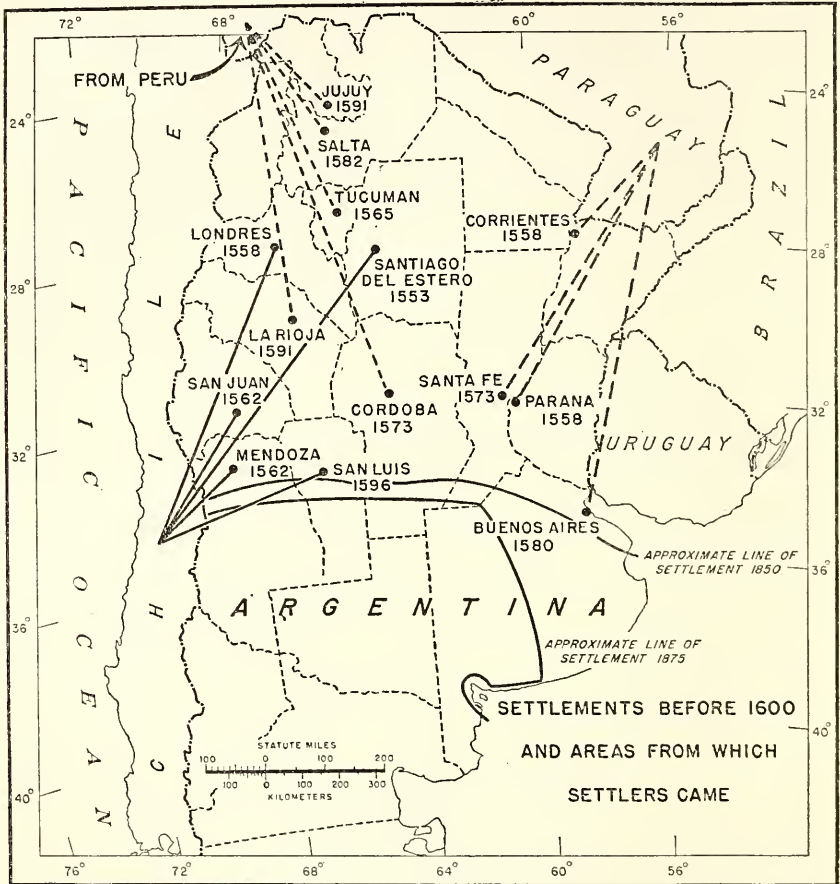 72°
68°
60°
56°
FROM PERU
PARAGUAY
JUJUY
1591
24°
24°
SALTA
1582
BRAZIL
PACIFIC OCEAN
CHILE
TUCUMAN
1565
CORRIENTES
1558
LONDRES
1558
28°
28°
SANTIAGO
DEL ESTERO
1553
LA RIOJA
1591
SAN JUAN
1562
SANTA FE
1573
PARANA
1558
CORDOBA
1573
32°
32°
URUGUAY
MENDOZA
1562
SAN LUIS
1596
BUENOS AIRES
1580
APPROXIMATE LINE OF
SETTLEMENT 1850
36°
36°
ARGENTINA
APPROXIMATE LINE OF
SETTLEMENT 1875
SETTLEMENTS BEFORE 1600
AND AREAS FROM WHICH
SETTLERS CAME
STATUTE MILES
100 0 100 200
100 0 100 200 300
KILOMETERS
40°
40°
76°
72°
68°
64°
60°
56°